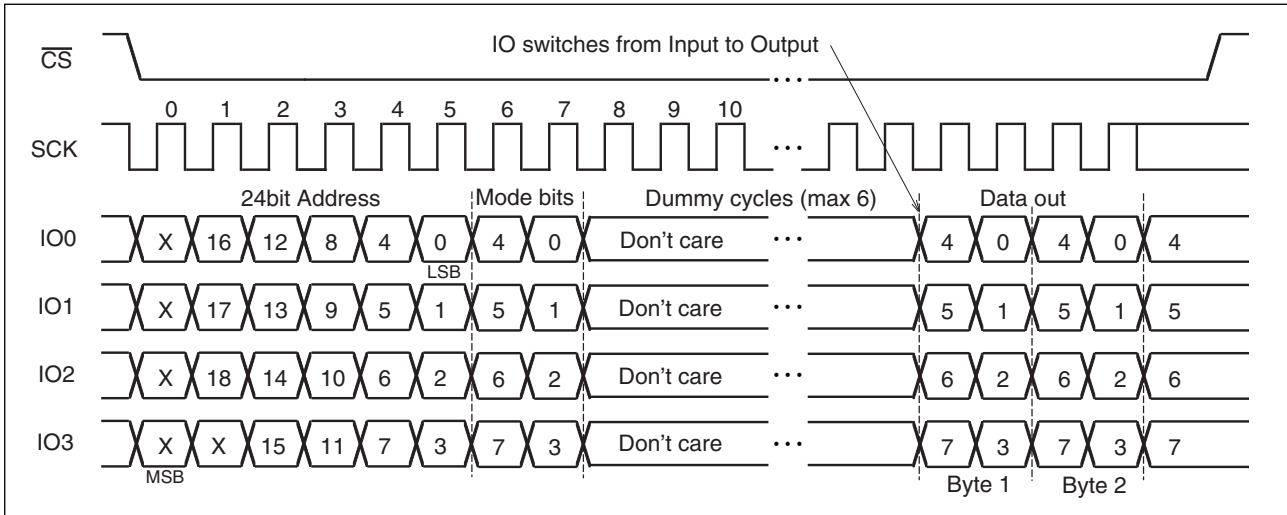 IO switches from Input to Output
CS
0 1 2 3 4 5 6 7 8 9 10
SCK
24bit Address Mode bits Dummy cycles (max 6) Data out
IO0 X 16 12 8 4 0 4 0 Don't care ··· 4 0 4 0 4
LSB
IO1 X 17 13 9 5 1 5 1 Don't care ··· 5 1 5 1 5
IO2 X 18 14 10 6 2 6 2 Don't care ··· 6 2 6 2 6
IO3 X X 15 11 7 3 7 3 Don't care ··· 7 3 7 3 7
MSB
Byte 1 Byte 2